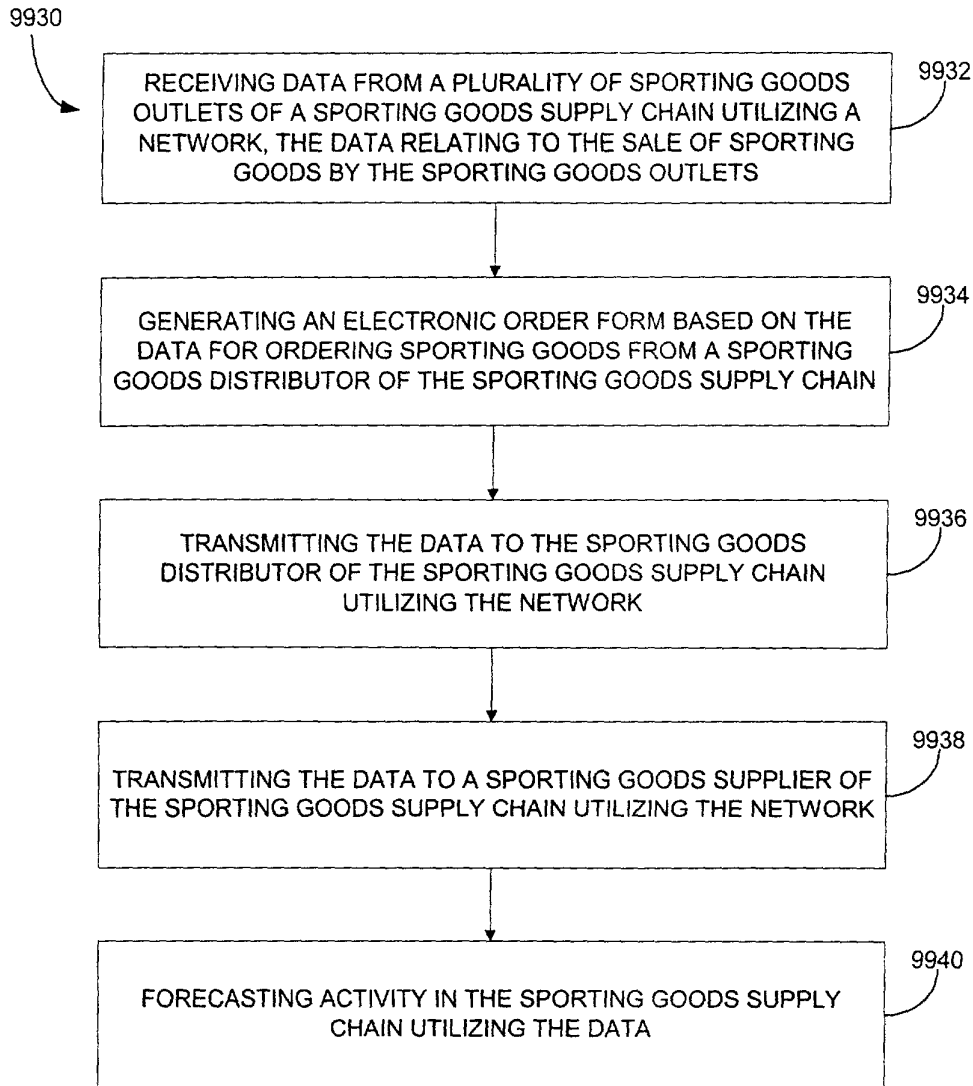 9930
RECEIVING DATA FROM A PLURALITY OF SPORTING GOODS
OUTLETS OF A SPORTING GOODS SUPPLY CHAIN UTILIZING A
NETWORK, THE DATA RELATING TO THE SALE OF SPORTING
GOODS BY THE SPORTING GOODS OUTLETS
9932
GENERATING AN ELECTRONIC ORDER FORM BASED ON THE
DATA FOR ORDERING SPORTING GOODS FROM A SPORTING
GOODS DISTRIBUTOR OF THE SPORTING GOODS SUPPLY CHAIN
9934
TRANSMITTING THE DATA TO THE SPORTING GOODS
DISTRIBUTOR OF THE SPORTING GOODS SUPPLY CHAIN
UTILIZING THE NETWORK
9936
TRANSMITTING THE DATA TO A SPORTING GOODS SUPPLIER OF
THE SPORTING GOODS SUPPLY CHAIN UTILIZING THE NETWORK
9938
FORECASTING ACTIVITY IN THE SPORTING GOODS SUPPLY
CHAIN UTILIZING THE DATA
9940